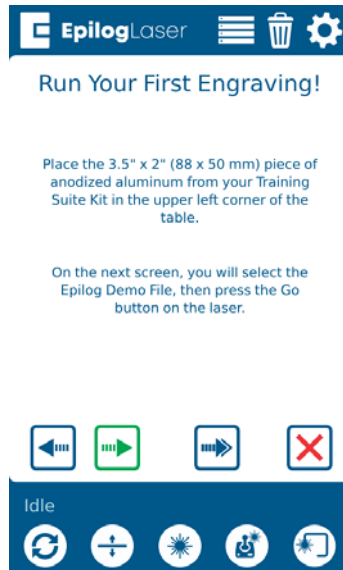 EpilogLaser
Run Your First Engraving!
Place the 3.5" x 2" (88 x 50 mm) piece of
anodized aluminum from your Training
Suite Kit in the upper left corner of the
table.
On the next screen, you will select the
Epilog Demo File, then press the Go
button on the laser.
Idle